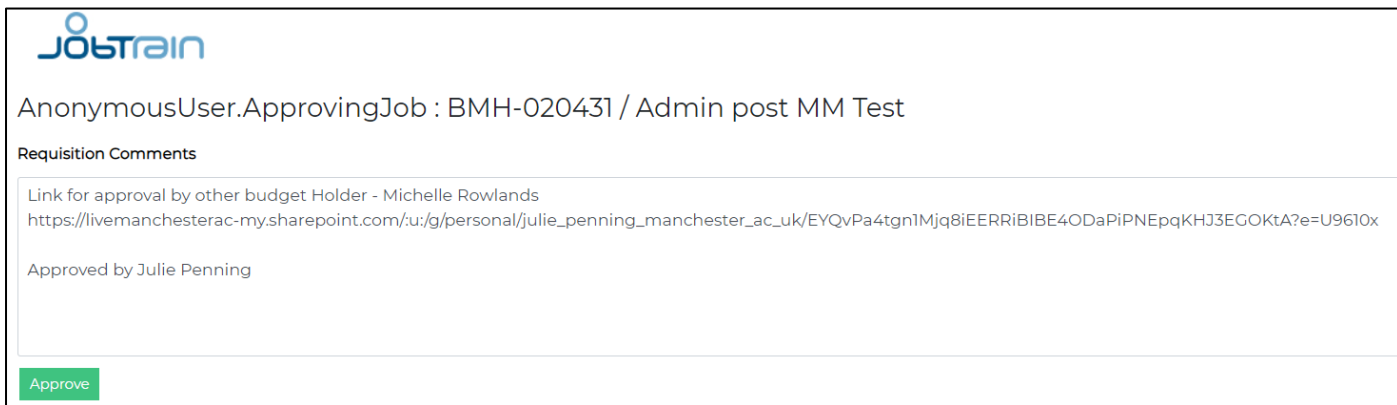 JobTrain
AnonymousUser.ApprovingJob : BMH-020431 / Admin post MM Test
Requisition Comments
Link for approval by other budget Holder - Michelle Rowlands
https://livemanchesterac-my.sharepoint.com/:u:/g/personal/julie_penning_manchester_ac_uk/EYQvPa4tgn1Mjq8iEERRiBIBE4ODaPiPNEpqKHJ3EGOKtA?e=U9610x
Approved by Julie Penning
Approve